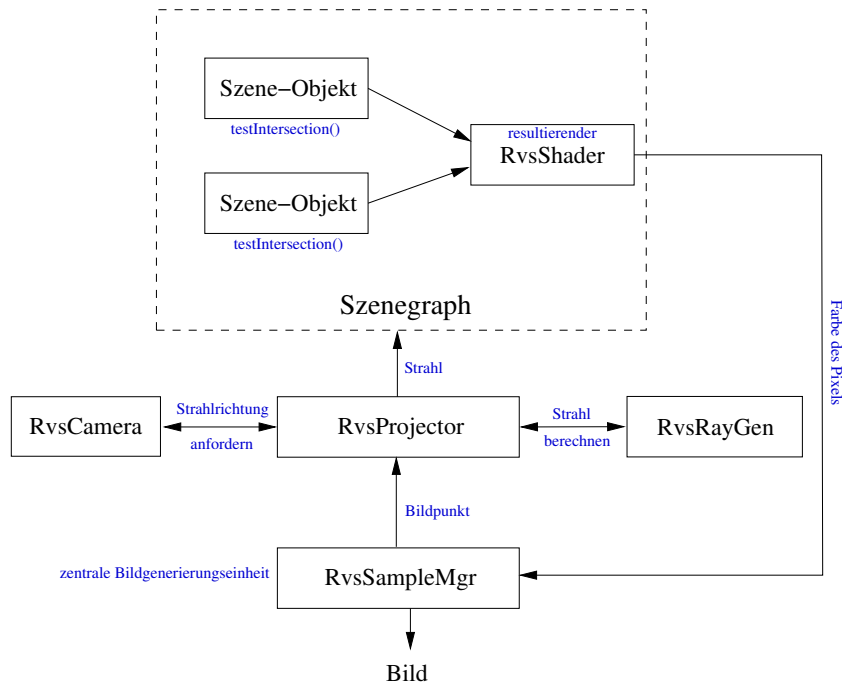 Szene–Objekt
testIntersection()
resultierender
RvsShader
Szene–Objekt
testIntersection()
Szenegraph
Farbe des Pixels
Strahl
RvsCamera
Strahlrichtung
anfordern
RvsProjector
Strahl
berechnen
RvsRayGen
Bildpunkt
zentrale Bildgenerierungseinheit
RvsSampleMgr
Bild